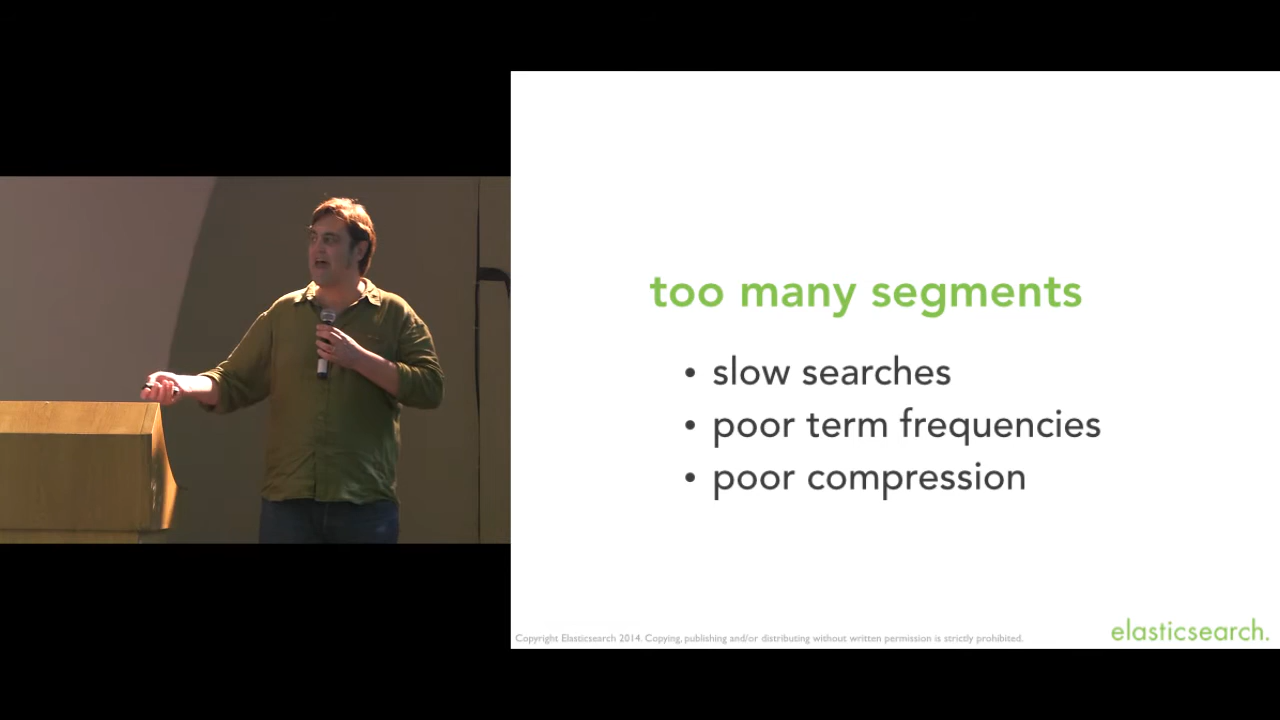 too many segments
• slow searches
• poor term frequencies
• poor compression
Copyright Elasticsearch 2014. Copying, publishing and/or distributing without written permission is strictly prohibited.
elasticsearch.